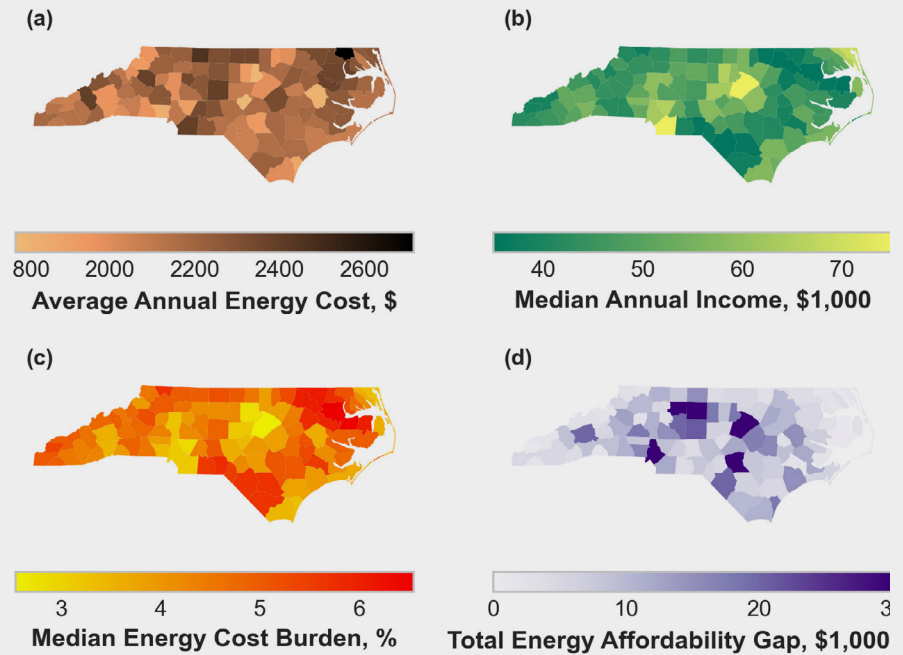 (a)
(b)
800 2000 2200 2400 2600
40 50 60 70
Average Annual Energy Cost, $
Median Annual Income, $1,000
(c)
(d)
3 4 5 6
0 10 20 3
Median Energy Cost Burden, %
Total Energy Affordability Gap, $1,000